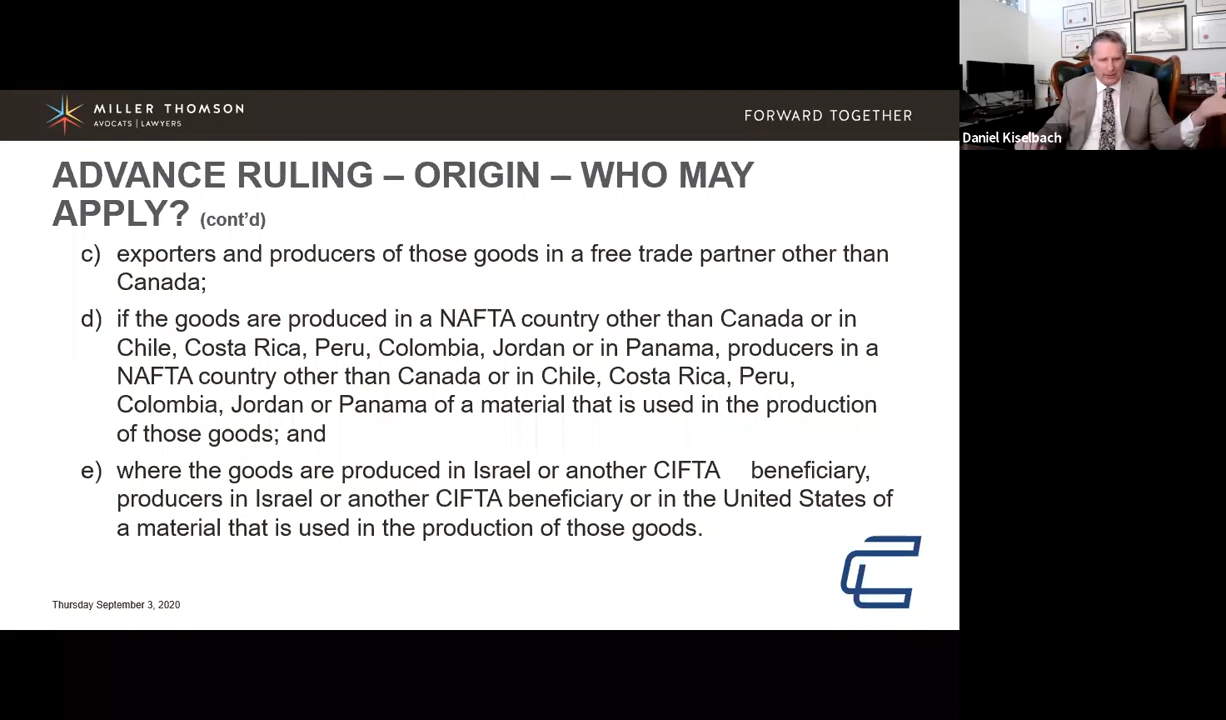 MILLER THOMSON
AVOCATS | LAWYERS
FORWARD TOGETHER
Daniel Kiselbach
ADVANCE RULING – ORIGIN – WHO MAY
APPLY? (cont'd)
c) exporters and producers of those goods in a free trade partner other than
Canada;
d) if the goods are produced in a NAFTA country other than Canada or in
Chile, Costa Rica, Peru, Colombia, Jordan or in Panama, producers in a
NAFTA country other than Canada or in Chile, Costa Rica, Peru,
Colombia, Jordan or Panama of a material that is used in the production
of those goods; and
e) where the goods are produced in Israel or another CIFTA beneficiary,
producers in Israel or another CIFTA beneficiary or in the United States of
a material that is used in the production of those goods.
Thursday September 3, 2020